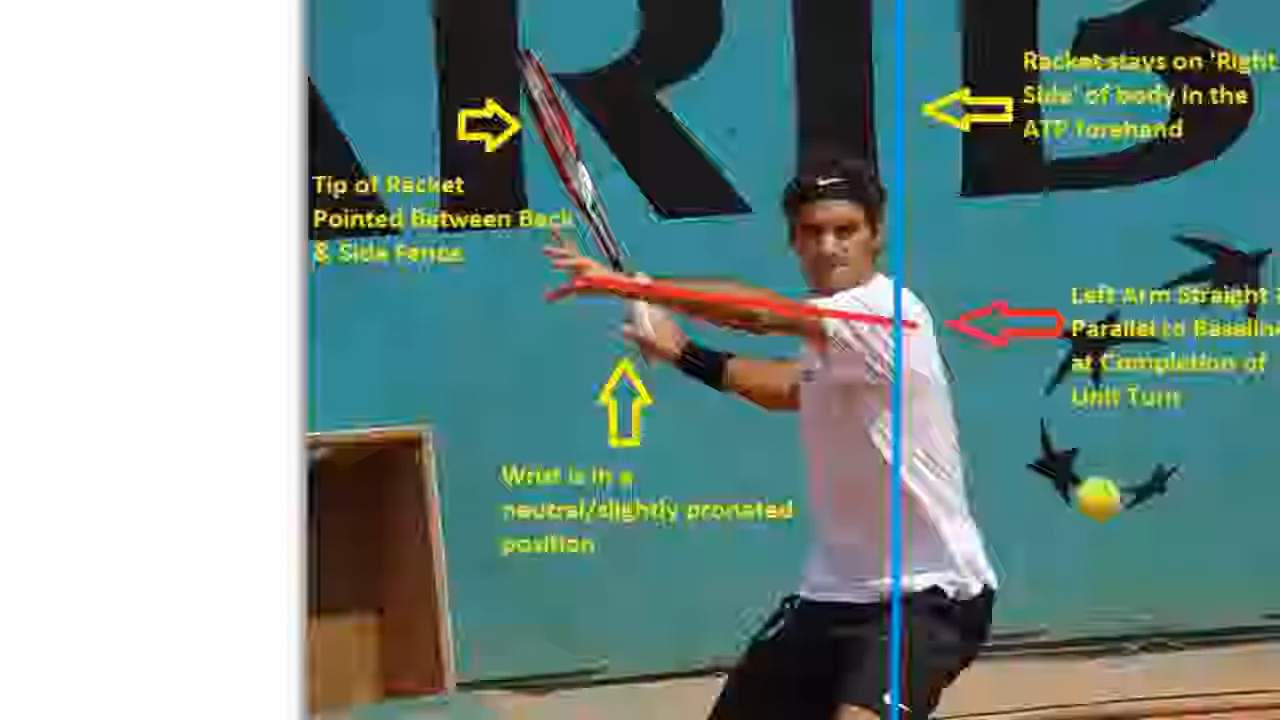 Racket stays on 'Right
Side' of body in the
ATP forehand
Tip of Racket
Pointed Between Back
& Side Fence
Left Arm Straight
Parallel to Baseline
at Completion of
Unit Turn
Wrist is in a
neutral/slightly pronated
position